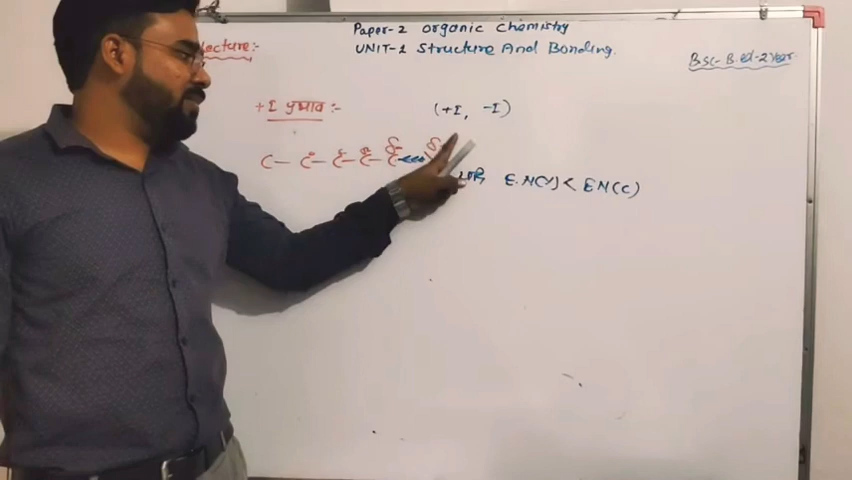 Paper-2 organic chemistry
UNIT-1 Structure And Bonding.
Lecture:-
BSC-B.ed-2Year
+I प्रभाव :-
(+I, -I)
C- C- C- C- C
E.N(Y) < EN(C)